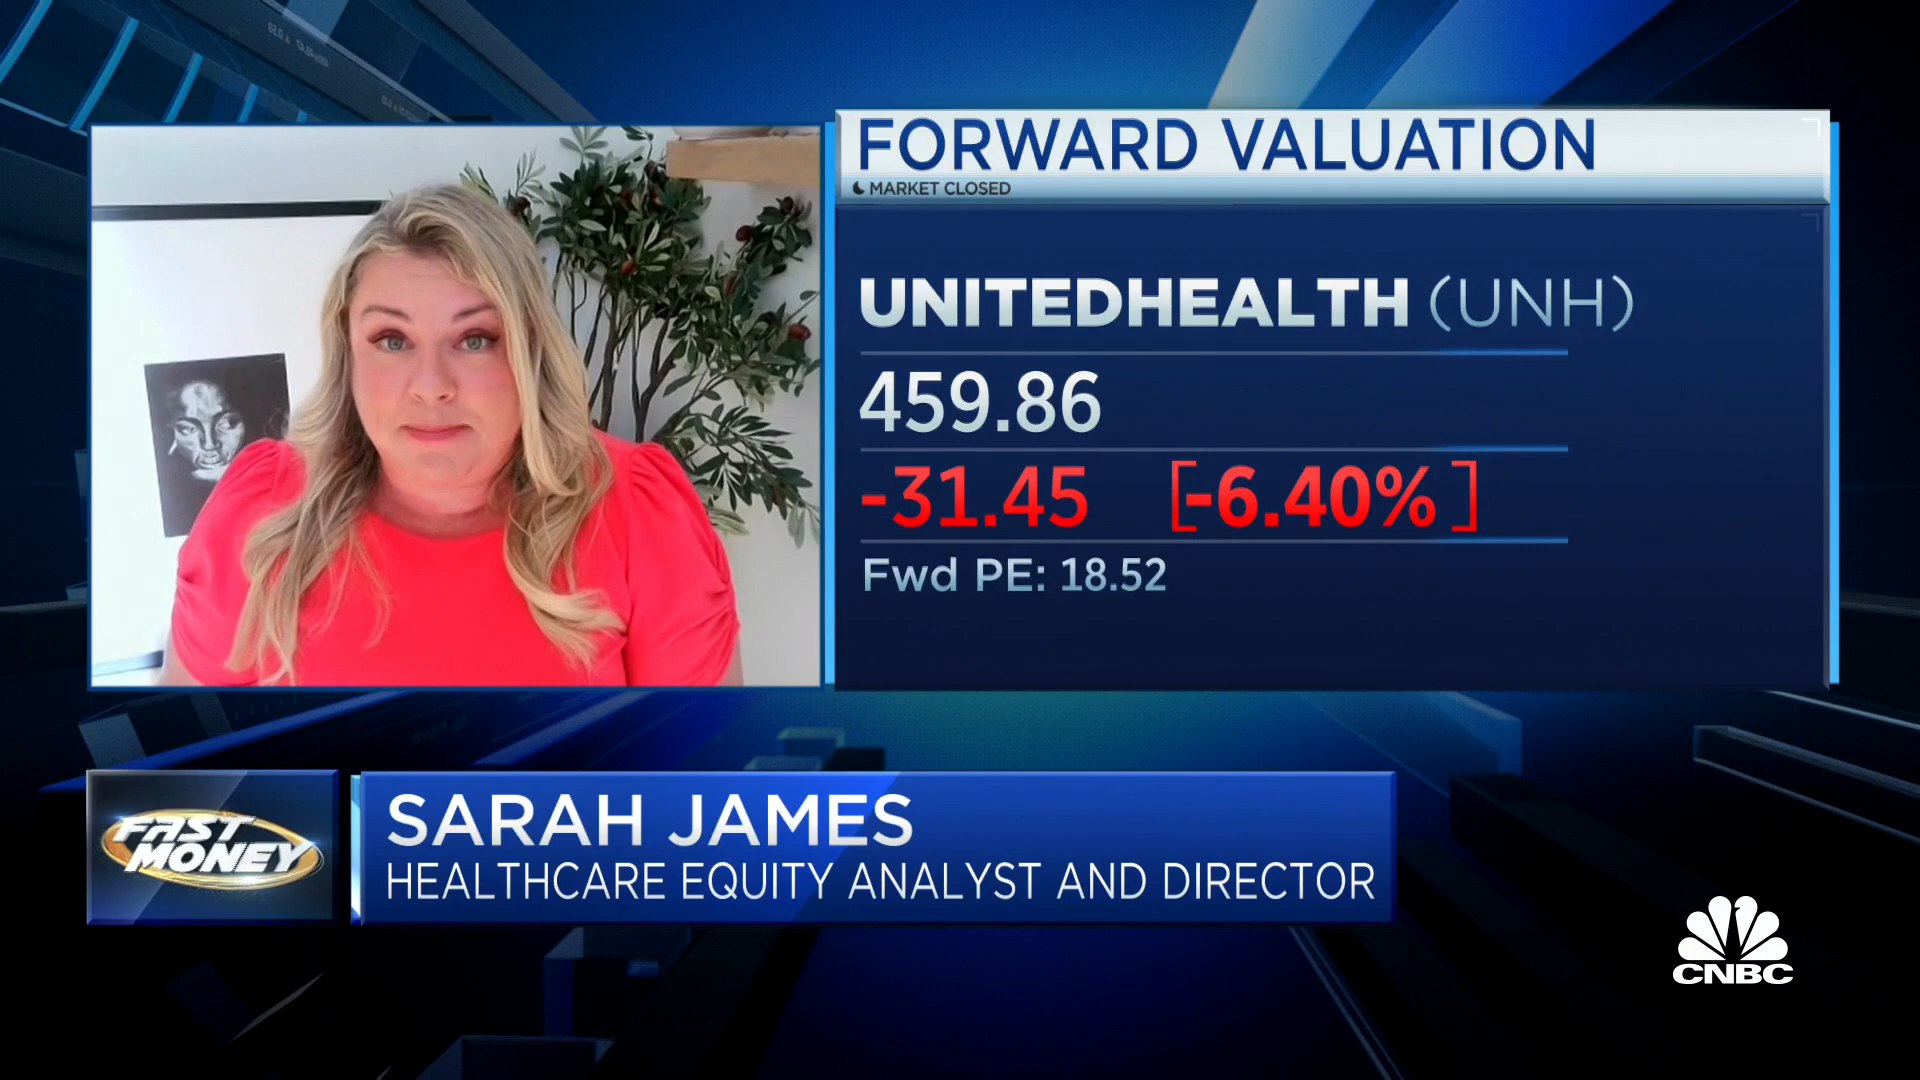 FORWARD VALUATION
MARKET CLOSED
UNITEDHEALTH (UNH)
459.86
-31.45 [-6.40%]
Fwd PE: 18.52
FAST MONEY
SARAH JAMES
HEALTHCARE EQUITY ANALYST AND DIRECTOR
CNBC